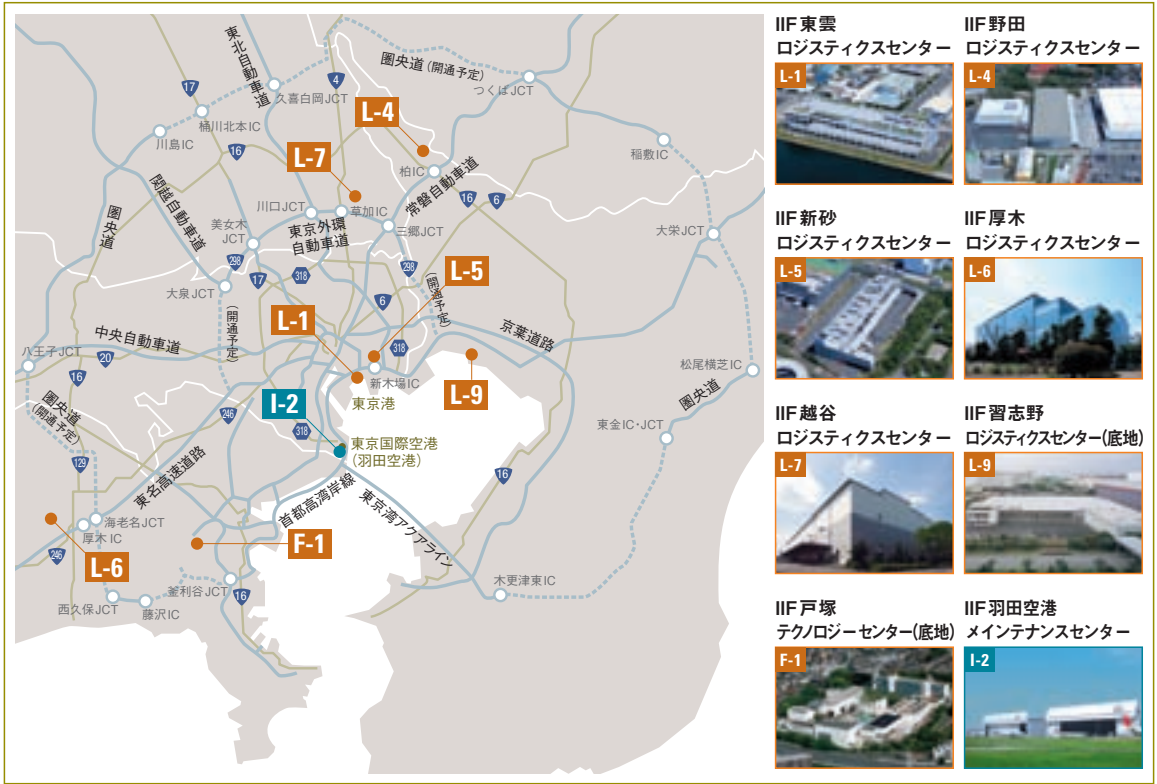 東北自動車道
圏央道(開通予定)
つくばJCT
17
4
久喜白岡JCT
桶川北本IC
L-4
川島IC
16
L-7
柏IC
稲敷IC
関越自動車道
常磐自動車道
16
6
圏央道
川口JCT
草加IC
美女木
JCT
東京外環
自動車道
三郷JCT
大栄JCT
298
318
298
17
L-5
大泉JCT
(開通予定)
6
(開通予定)
L-1
京葉道路
中央自動車道
318
八王子JCT
20
新木場IC
松尾横芝IC
16
L-9
圏央道
I-2
東京港
246
圏央道
(開通予定)
318
東京国際空港
(羽田空港)
東金IC・JCT
129
16
東名高速道路
首都高湾岸線
東京湾アクアライン
海老名JCT
厚木IC
F-1
246
L-6
釜利谷JCT
木更津東IC
16
西久保JCT
藤沢IC
IIF東雲
ロジスティクスセンター
L-1
IIF野田
ロジスティクスセンター
L-4
IIF新砂
ロジスティクスセンター
L-5
IIF厚木
ロジスティクスセンター
L-6
IIF越谷
ロジスティクスセンター
L-7
IIF習志野
ロジスティクスセンター(底地)
L-9
IIF戸塚
テクノロジーセンター(底地)
F-1
IIF羽田空港
メインテナンスセンター
I-2